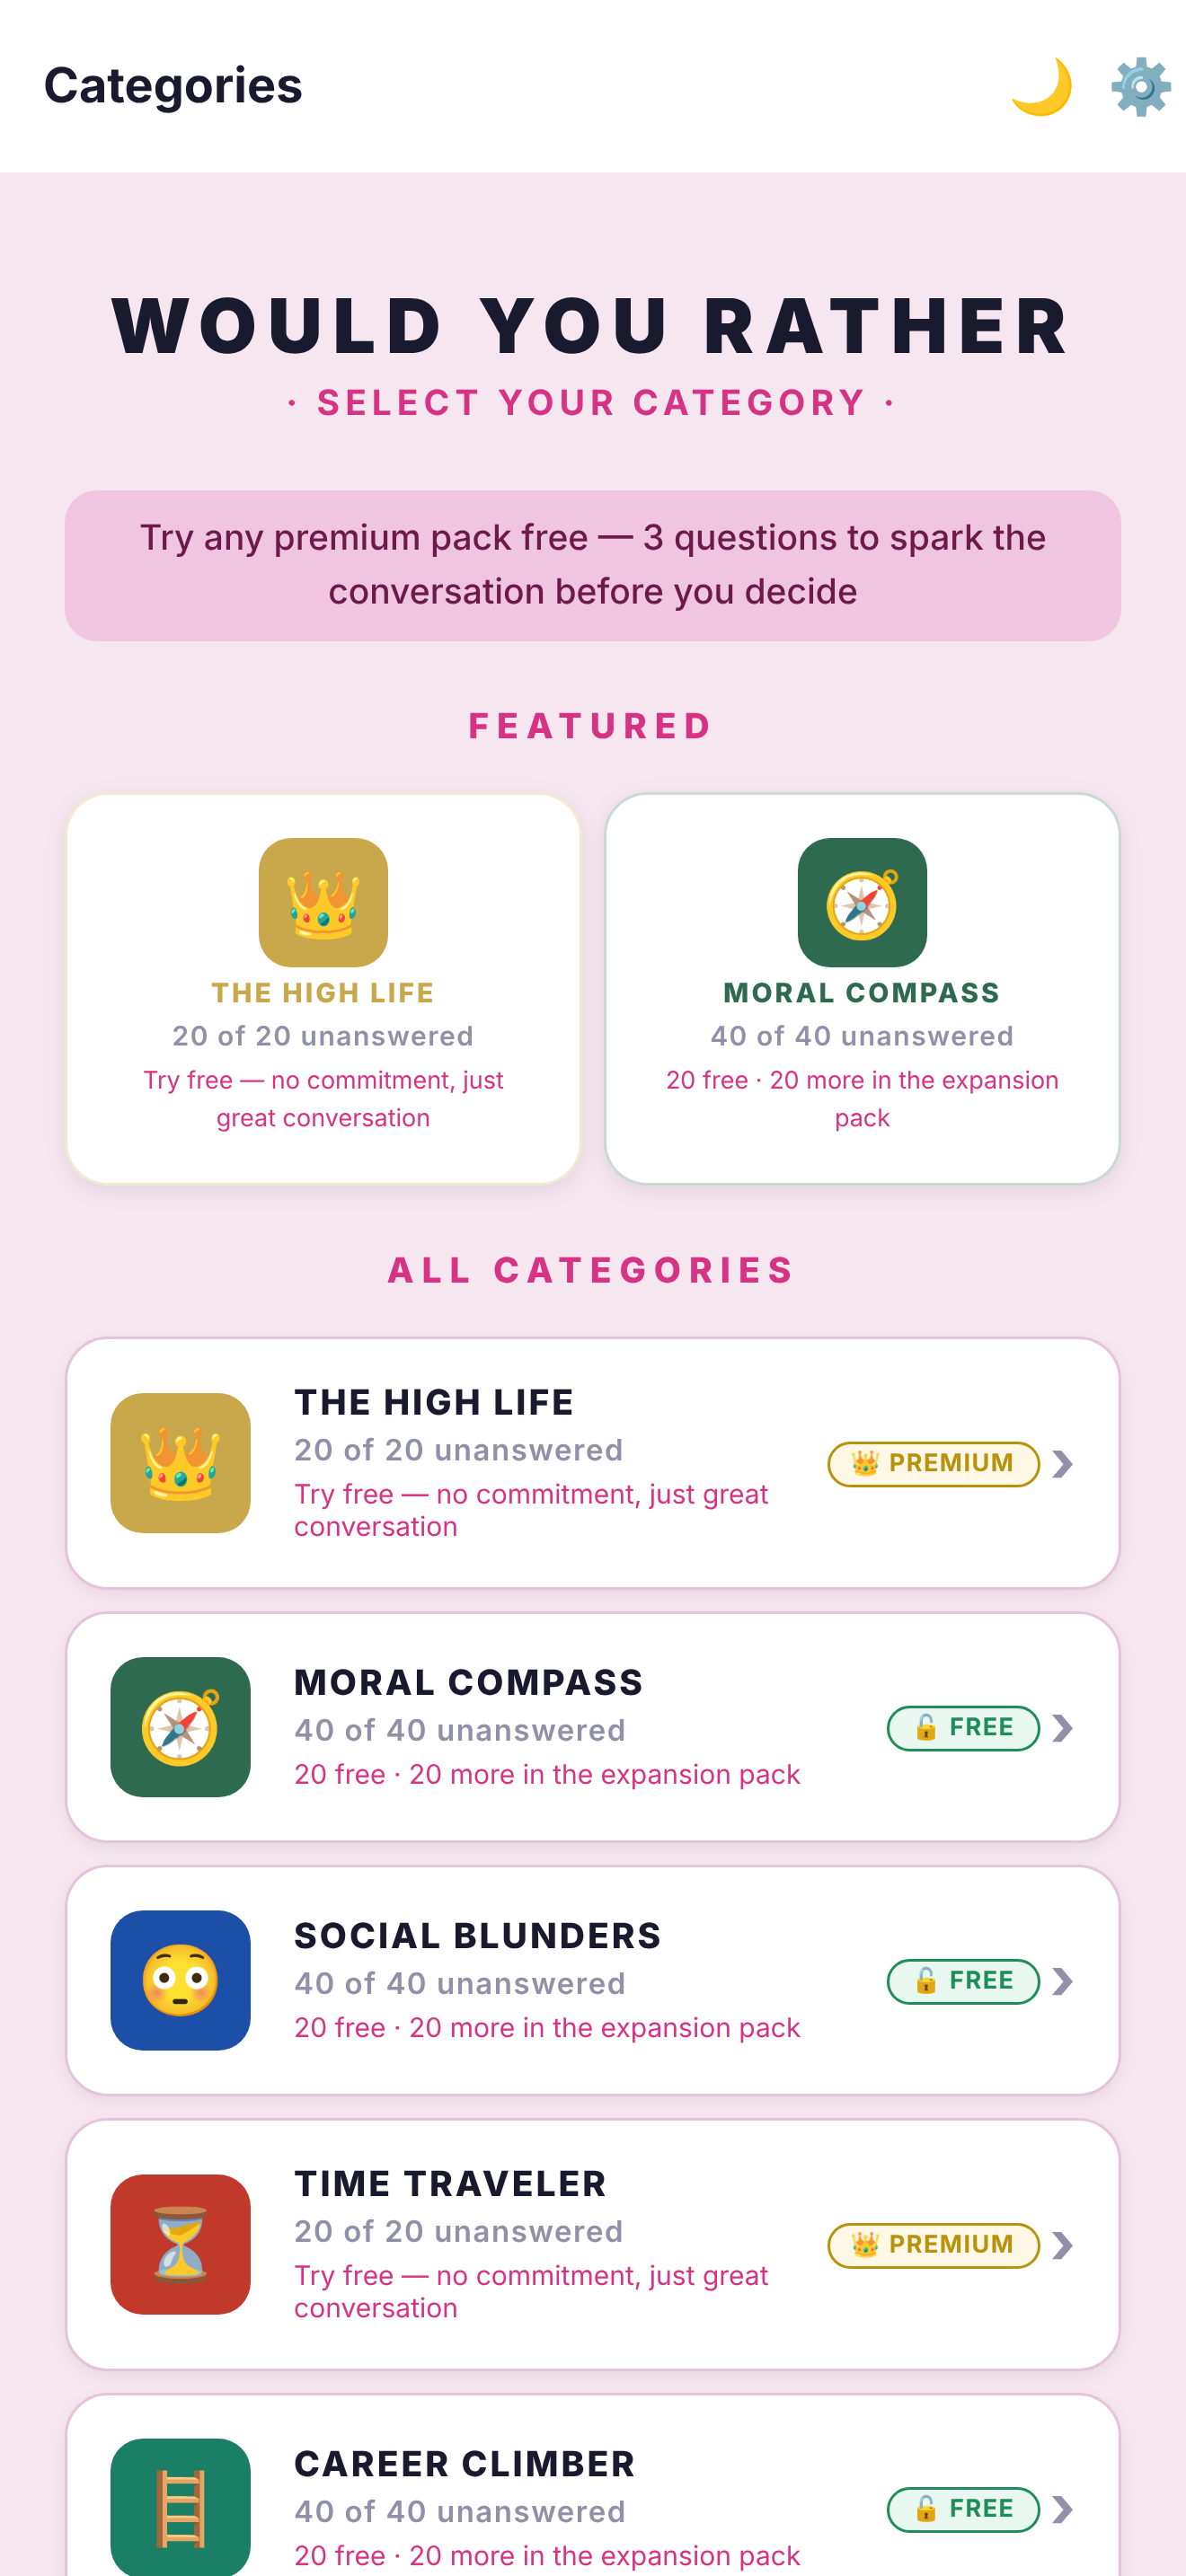 Categories
WOULD YOU RATHER
· SELECT YOUR CATEGORY ·
Try any premium pack free — 3 questions to spark the
conversation before you decide
FEATURED
THE HIGH LIFE
20 of 20 unanswered
Try free — no commitment, just
great conversation
MORAL COMPASS
40 of 40 unanswered
20 free · 20 more in the expansion
pack
ALL CATEGORIES
THE HIGH LIFE
20 of 20 unanswered
Try free — no commitment, just great
conversation
PREMIUM
MORAL COMPASS
40 of 40 unanswered
20 free · 20 more in the expansion pack
FREE
SOCIAL BLUNDERS
40 of 40 unanswered
20 free · 20 more in the expansion pack
FREE
TIME TRAVELER
20 of 20 unanswered
Try free — no commitment, just great
conversation
PREMIUM
CAREER CLIMBER
40 of 40 unanswered
20 free · 20 more in the expansion pack
FREE